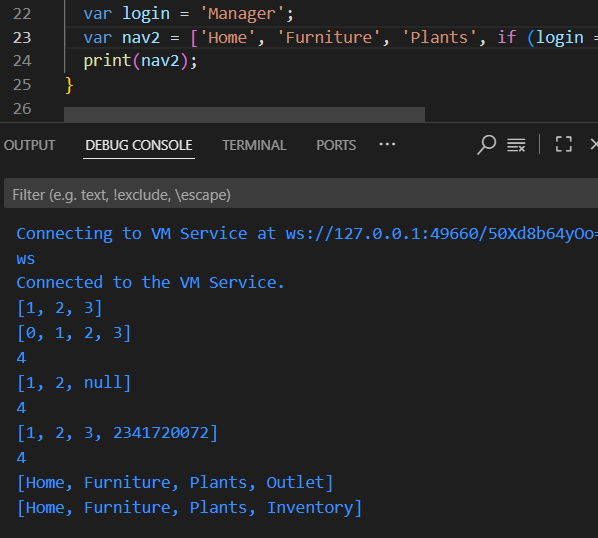 22 var login = 'Manager';
23 var nav2 = ['Home', 'Furniture', 'Plants', if (login =
24 print(nav2);
25 }
26
OUTPUT DEBUG CONSOLE TERMINAL PORTS ...
Filter (e.g. text, !exclude, \escape)
Connecting to VM Service at ws://127.0.0.1:49660/50Xd8b64yOo=
ws
Connected to the VM Service.
[1, 2, 3]
[0, 1, 2, 3]
4
[1, 2, null]
4
[1, 2, 3, 2341720072]
4
[Home, Furniture, Plants, Outlet]
[Home, Furniture, Plants, Inventory]